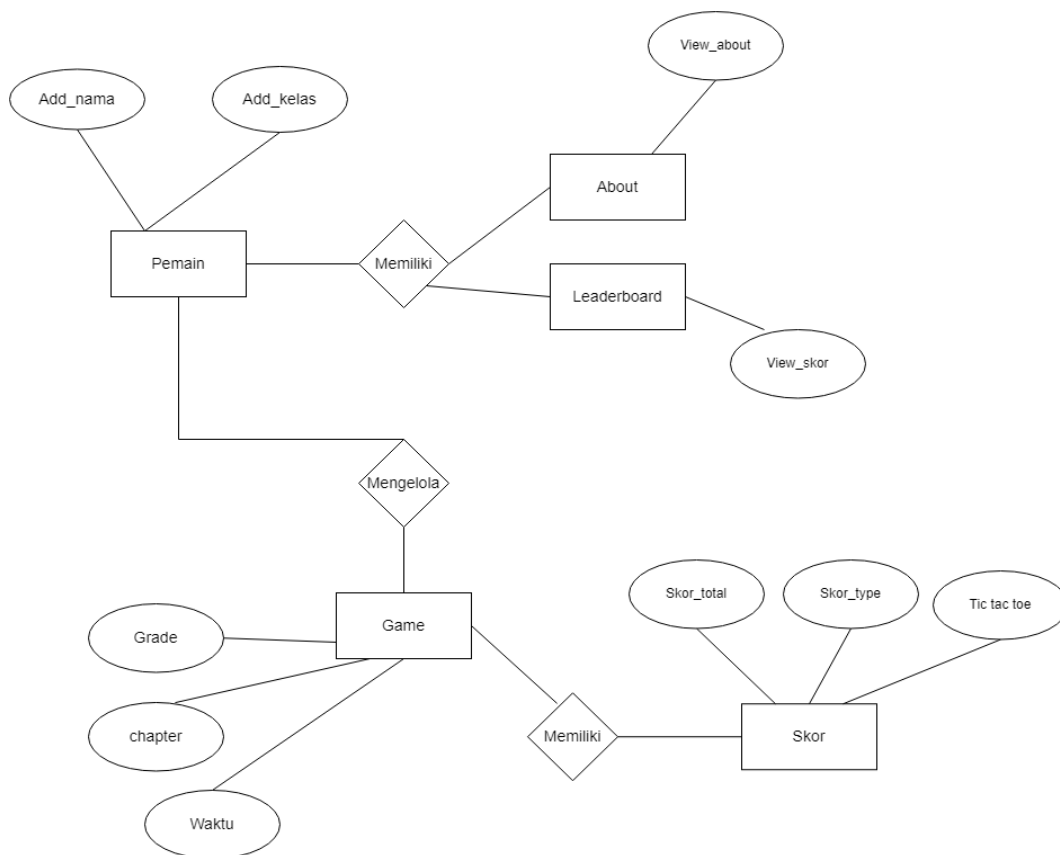 View_about
Add_nama
Add_kelas
About
Pemain
Memiliki
Leaderboard
View_skor
Mengelola
Skor_total
Skor_type
Tic tac toe
Game
Grade
chapter
Memiliki
Skor
Waktu